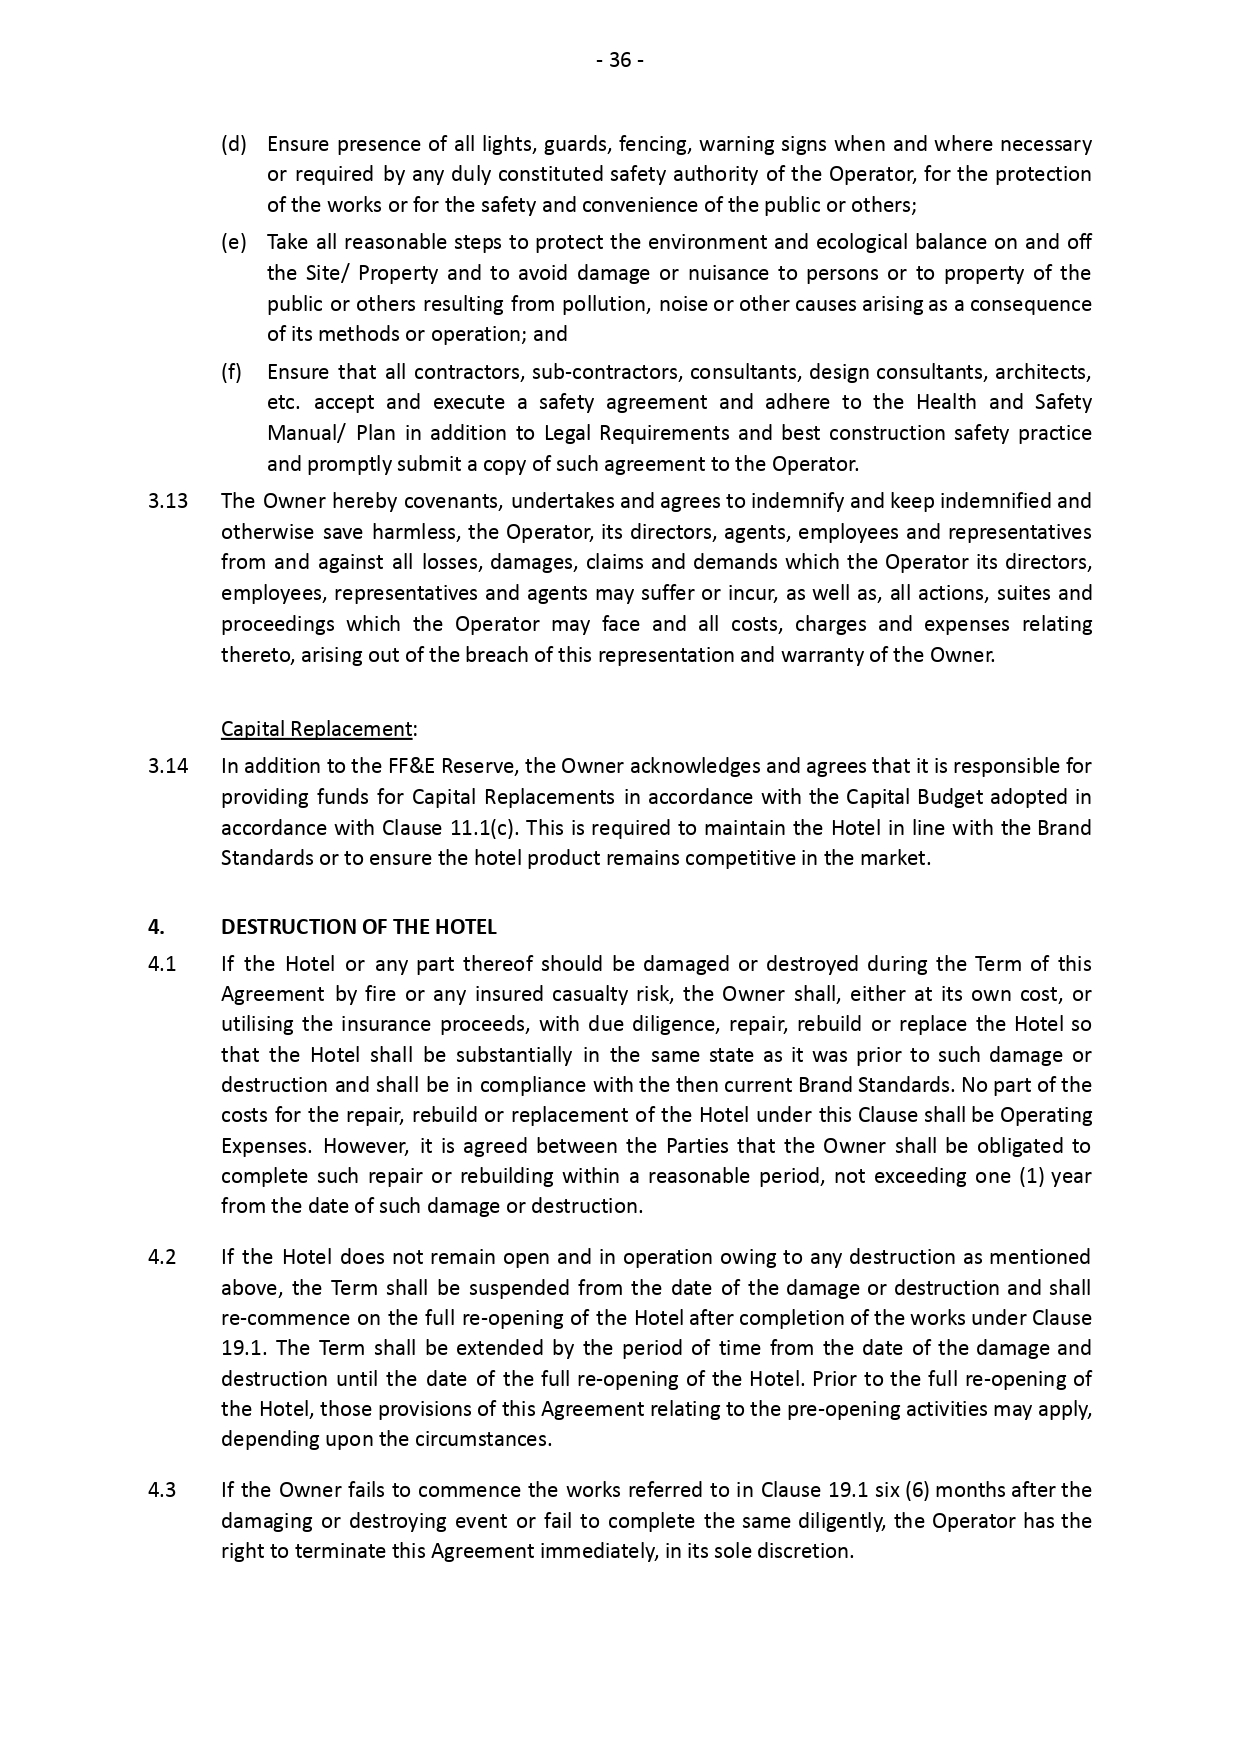 - 36 -
(d) Ensure presence of all lights, guards, fencing, warning signs when and where necessary
or required by any duly constituted safety authority of the Operator, for the protection
of the works or for the safety and convenience of the public or others;
(e) Take all reasonable steps to protect the environment and ecological balance on and off
the Site/ Property and to avoid damage or nuisance to persons or to property of the
public or others resulting from pollution, noise or other causes arising as a consequence
of its methods or operation; and
(f) Ensure that all contractors, sub-contractors, consultants, design consultants, architects,
etc. accept and execute a safety agreement and adhere to the Health and Safety
Manual/ Plan in addition to Legal Requirements and best construction safety practice
and promptly submit a copy of such agreement to the Operator.
3.13 The Owner hereby covenants, undertakes and agrees to indemnify and keep indemnified and
otherwise save harmless, the Operator, its directors, agents, employees and representatives
from and against all losses, damages, claims and demands which the Operator its directors,
employees, representatives and agents may suffer or incur, as well as, all actions, suites and
proceedings which the Operator may face and all costs, charges and expenses relating
thereto, arising out of the breach of this representation and warranty of the Owner.
Capital Replacement:
3.14 In addition to the FF&E Reserve, the Owner acknowledges and agrees that it is responsible for
providing funds for Capital Replacements in accordance with the Capital Budget adopted in
accordance with Clause 11.1(c). This is required to maintain the Hotel in line with the Brand
Standards or to ensure the hotel product remains competitive in the market.
4. DESTRUCTION OF THE HOTEL
4.1 If the Hotel or any part thereof should be damaged or destroyed during the Term of this
Agreement by fire or any insured casualty risk, the Owner shall, either at its own cost, or
utilising the insurance proceeds, with due diligence, repair, rebuild or replace the Hotel so
that the Hotel shall be substantially in the same state as it was prior to such damage or
destruction and shall be in compliance with the then current Brand Standards. No part of the
costs for the repair, rebuild or replacement of the Hotel under this Clause shall be Operating
Expenses. However, it is agreed between the Parties that the Owner shall be obligated to
complete such repair or rebuilding within a reasonable period, not exceeding one (1) year
from the date of such damage or destruction.
4.2 If the Hotel does not remain open and in operation owing to any destruction as mentioned
above, the Term shall be suspended from the date of the damage or destruction and shall
re-commence on the full re-opening of the Hotel after completion of the works under Clause
19.1. The Term shall be extended by the period of time from the date of the damage and
destruction until the date of the full re-opening of the Hotel. Prior to the full re-opening of
the Hotel, those provisions of this Agreement relating to the pre-opening activities may apply,
depending upon the circumstances.
4.3 If the Owner fails to commence the works referred to in Clause 19.1 six (6) months after the
damaging or destroying event or fail to complete the same diligently, the Operator has the
right to terminate this Agreement immediately, in its sole discretion.